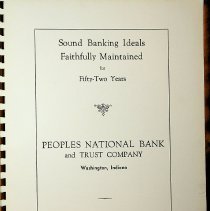 Sound Banking Ideals
Faithfully Maintained
for
Fifty-Two Years
PEOPLES NATIONAL BANK
and TRUST COMPANY
Washington, Indiana